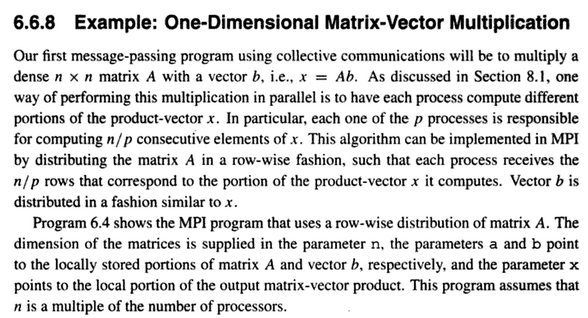 6.6.8 Example: One-Dimensional Matrix-Vector Multiplication
Our first message-passing program using collective communications will be to multiply a
dense n × n matrix A with a vector b, i.e., x = Ab. As discussed in Section 8.1, one
way of performing this multiplication in parallel is to have each process compute different
portions of the product-vector x. In particular, each one of the p processes is responsible
for computing n/p consecutive elements of x. This algorithm can be implemented in MPI
by distributing the matrix A in a row-wise fashion, such that each process receives the
n/p rows that correspond to the portion of the product-vector x it computes. Vector b is
distributed in a fashion similar to x.
Program 6.4 shows the MPI program that uses a row-wise distribution of matrix A. The
dimension of the matrices is supplied in the parameter n, the parameters a and b point
to the locally stored portions of matrix A and vector b, respectively, and the parameter x
points to the local portion of the output matrix-vector product. This program assumes that
n is a multiple of the number of processors.